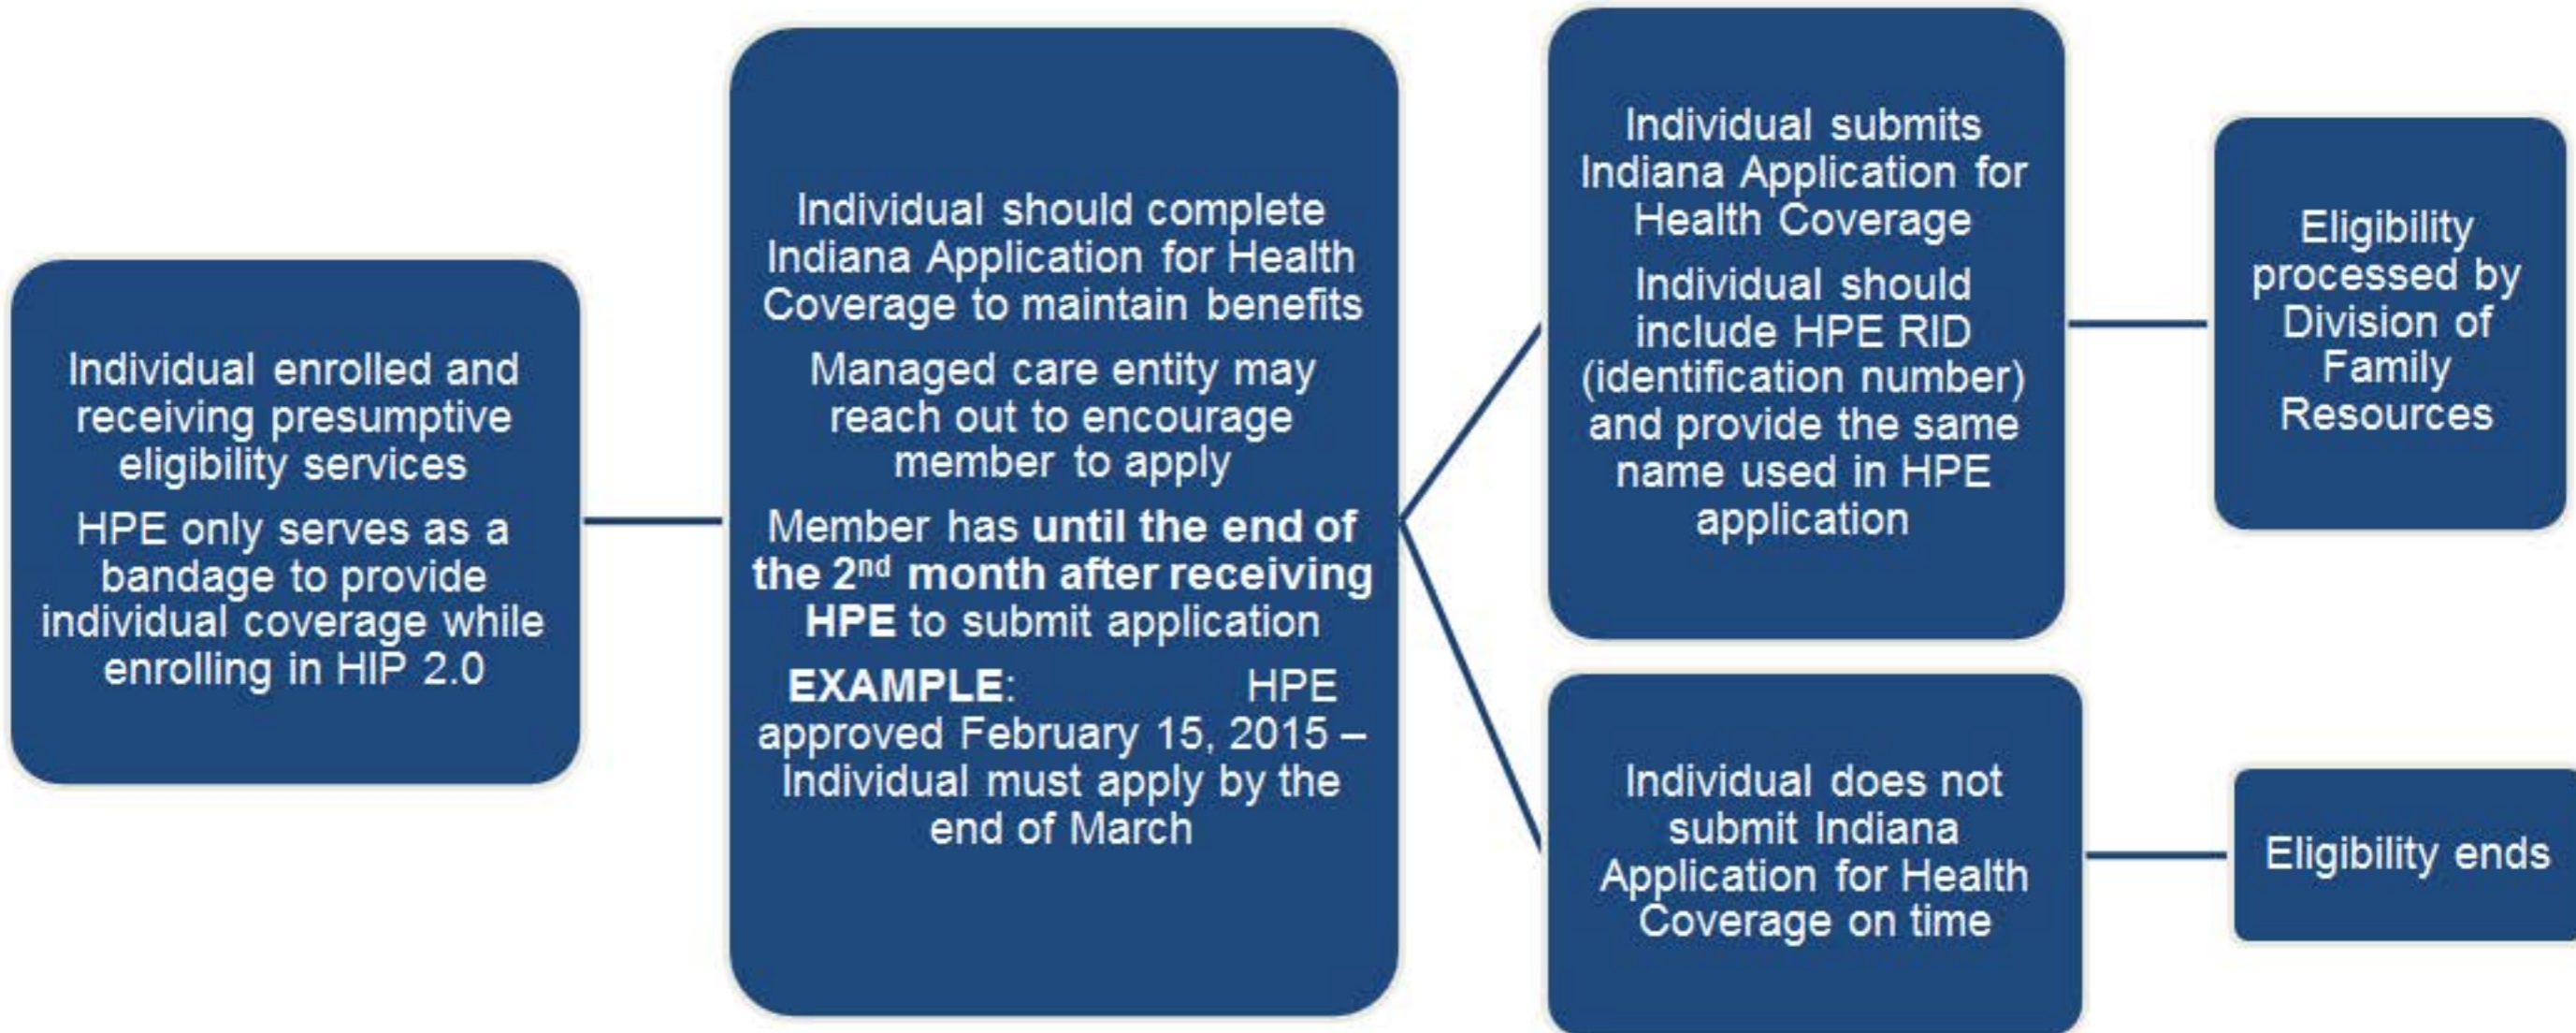 Individual enrolled and
receiving presumptive
eligibility services
HPE only serves as a
bandage to provide
individual coverage while
enrolling in HIP 2.0
Individual should complete
Indiana Application for Health
Coverage to maintain benefits
Managed care entity may
reach out to encourage
member to apply
Member has until the end of
the 2nd month after receiving
HPE to submit application
EXAMPLE: HPE
approved February 15, 2015 –
Individual must apply by the
end of March
Individual submits
Indiana Application for
Health Coverage
Individual should
include HPE RID
(identification number)
and provide the same
name used in HPE
application
Eligibility
processed by
Division of
Family
Resources
Individual does not
submit Indiana
Application for Health
Coverage on time
Eligibility ends